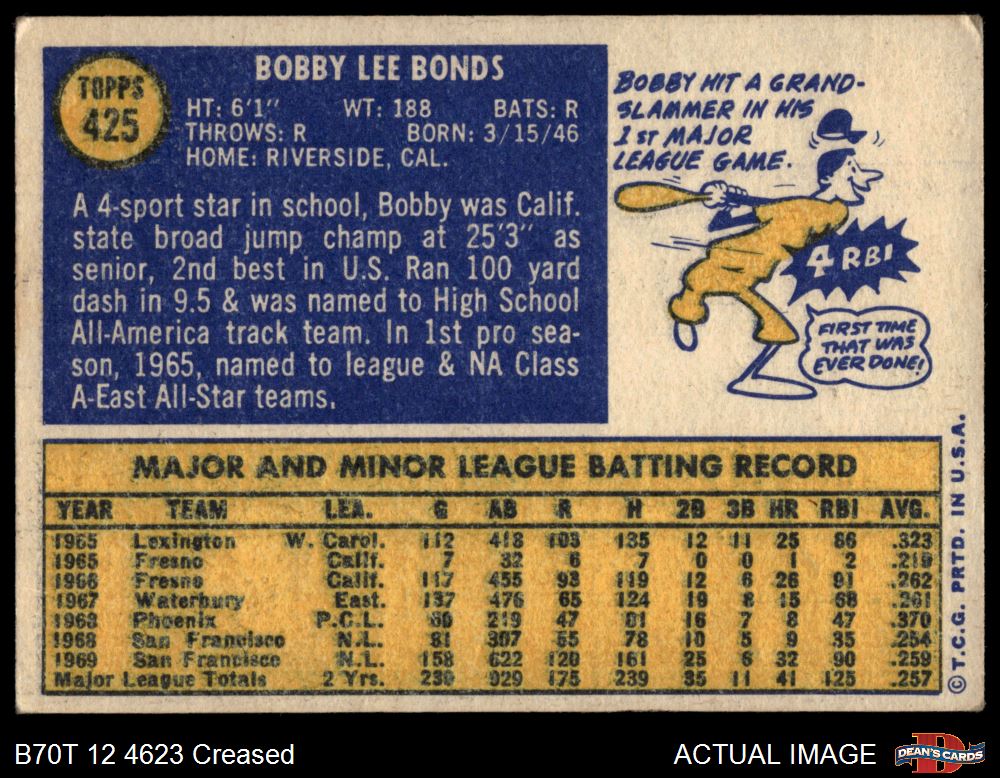 TOPPS
425
BOBBY LEE BONDS
HT: 6'1" WT: 188 BATS: R
THROWS: R BORN: 3/15/46
HOME: RIVERSIDE, CAL.
A 4-sport star in school, Bobby was Calif.
state broad jump champ at 25'3" as
senior, 2nd best in U.S. Ran 100 yard
dash in 9.5 & was named to High School
All-America track team. In 1st pro sea-
son, 1965, named to league & NA Class
A-East All-Star teams.
BOBBY HIT A GRAND-
SLAMMER IN HIS
1ST MAJOR
LEAGUE GAME.
4 RBI
FIRST TIME
THAT WAS
EVER DONE!
MAJOR AND MINOR LEAGUE BATTING RECORD
YEAR TEAM LEA. G AB R H 2B 3B HR RBI AVG.
1965 Lexington W. Carol. 112 418 103 135 12 11 25 86 .323
1965 Fresno Calif. 7 32 6 7 0 0 1 2 .219
1966 Fresno Calif. 117 455 93 119 12 6 26 91 .262
1967 Waterbury East. 137 476 65 124 19 8 15 68 .261
1968 Phoenix P.C.L. 60 219 47 81 16 7 8 47 .370
1968 San Francisco N.L. 81 307 55 78 10 5 9 35 .254
1969 San Francisco N.L. 158 622 120 161 25 6 32 90 .259
Major League Totals 2 Yrs. 239 929 175 239 35 11 41 125 .257
© T.C.G. PRTD. IN U.S.A.
B70T 12 4623 Creased
ACTUAL IMAGE
DEAN'S CARDS